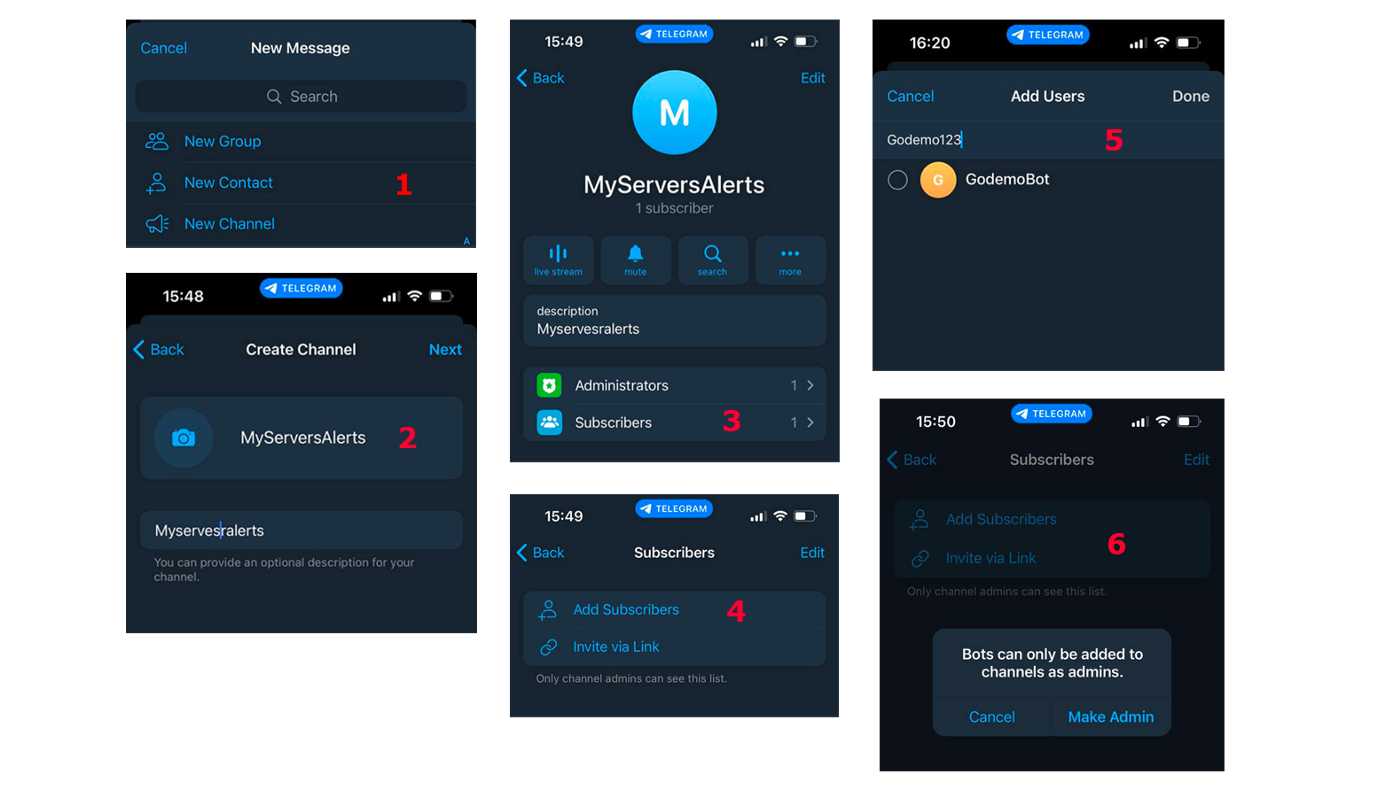 Cancel New Message
Search
New Group
New Contact
1
New Channel
A
15:48 TELEGRAM
Back Create Channel Next
MyServersAlerts
2
Myservesralerts
You can provide an optional description for your
channel.
15:49 TELEGRAM
Back Edit
M
MyServersAlerts
1 subscriber
live stream mute search more
description
Myservesralerts
Administrators 1
Subscribers 3 1
15:49 TELEGRAM
Back Subscribers Edit
Add Subscribers 4
Invite via Link
Only channel admins can see this list.
16:20 TELEGRAM
Cancel Add Users Done
Godemo123 5
G GodemoBot
15:50 TELEGRAM
Back Subscribers Edit
Add Subscribers
6
Invite via Link
Only channel admins can see this list.
Bots can only be added to
channels as admins.
Cancel Make Admin